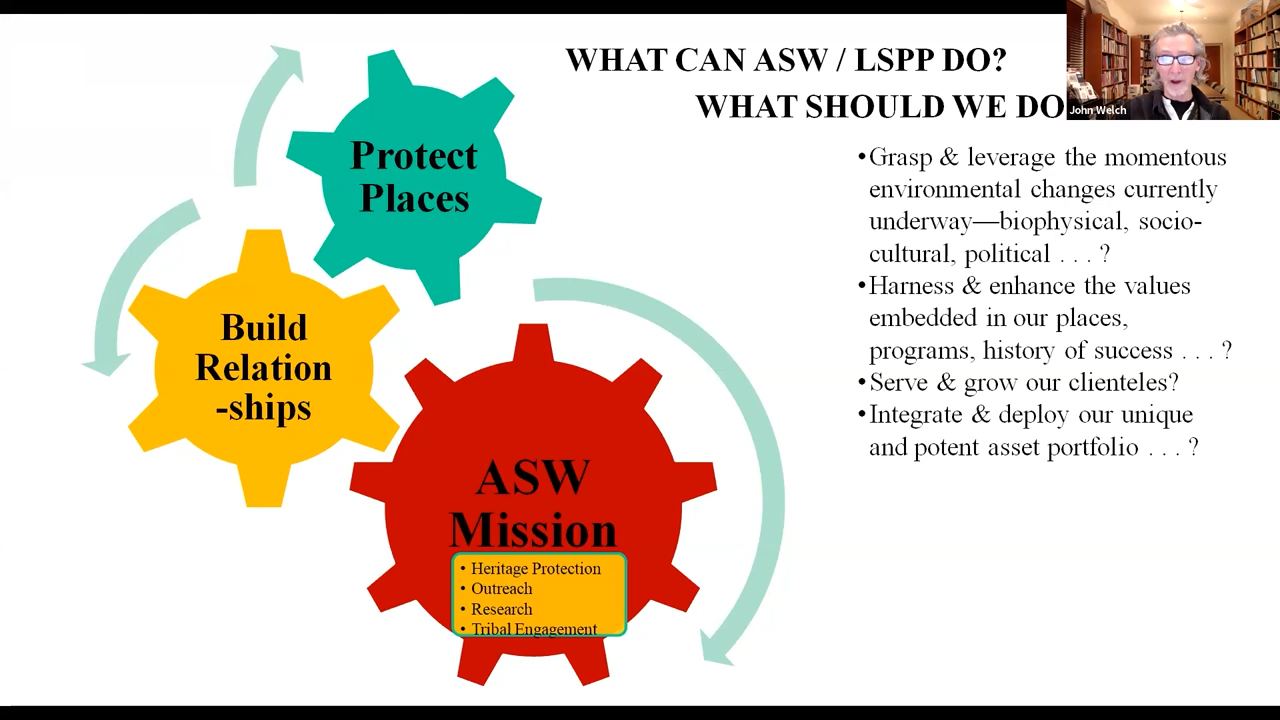 WHAT CAN ASW / LSPP DO?
WHAT SHOULD WE DO
John Welch
Protect
Places
Build
Relation
-ships
ASW
Mission
• Heritage Protection
• Outreach
• Research
• Tribal Engagement
•Grasp & leverage the momentous
environmental changes currently
underway—biophysical, socio-
cultural, political . . . ?
•Harness & enhance the values
embedded in our places,
programs, history of success . . . ?
•Serve & grow our clienteles?
•Integrate & deploy our unique
and potent asset portfolio . . . ?